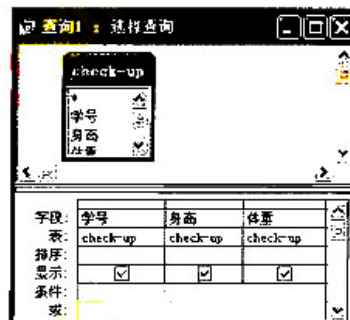 查询1 : 选择查询
check-up
*
学号
身高
体重
字段: 学号 身高 体重
表: check-up check-up check-up
排序:
显示:
条件:
或: